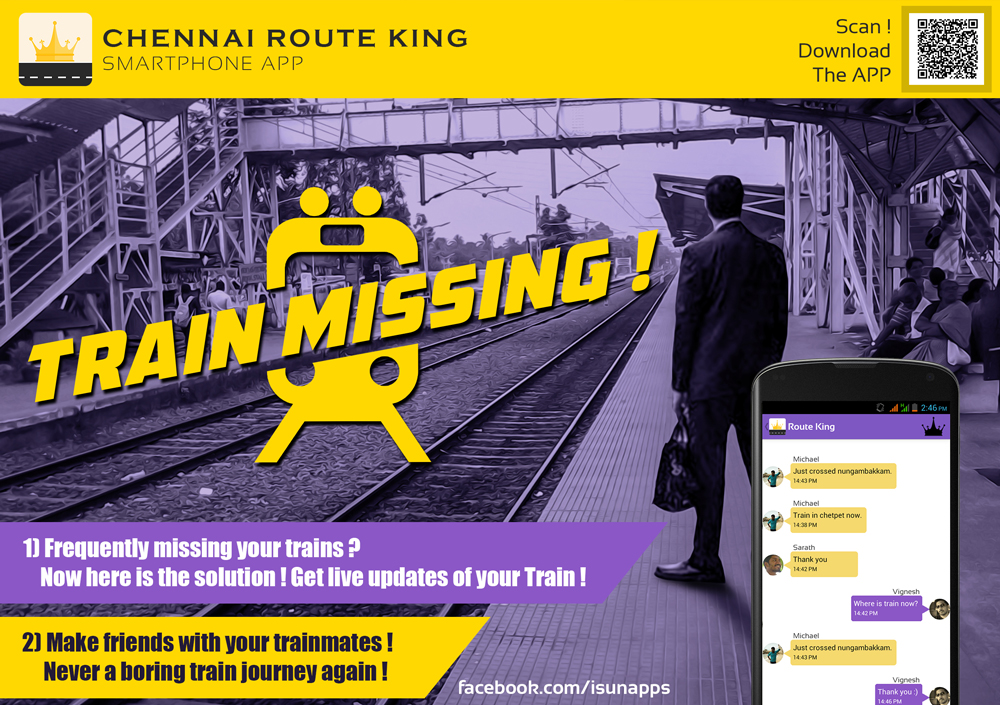 CHENNAI ROUTE KING
SMARTPHONE APP
Scan !
Download
The APP
TRAIN MISSING !
1) Frequently missing your trains ?
Now here is the solution ! Get live updates of your Train !
2) Make friends with your trainmates !
Never a boring train journey again !
facebook.com/isunapps
2:46 PM
Route King
Michael
Just crossed nungambakkam.
14:43 PM
Michael
Train in chetpet now.
14:38 PM
Sarath
Thank you
14:42 PM
Vignesh
Where is train now?
14:42 PM
Michael
Just crossed nungambakkam.
14:43 PM
Vignesh
Thank you :)
14:46 PM